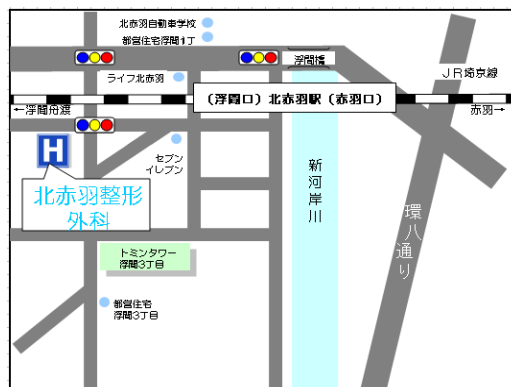 北赤羽自動車学校
都営住宅浮間1丁
浮間橋
ライフ北赤羽
JR埼京線
(浮間口)北赤羽駅(赤羽口)
←浮間舟渡
赤羽→
H
セブン
イレブン
北赤羽整形
外科
新河岸川
環八通り
トミンタワー
浮間3丁目
都営住宅
浮間3丁目